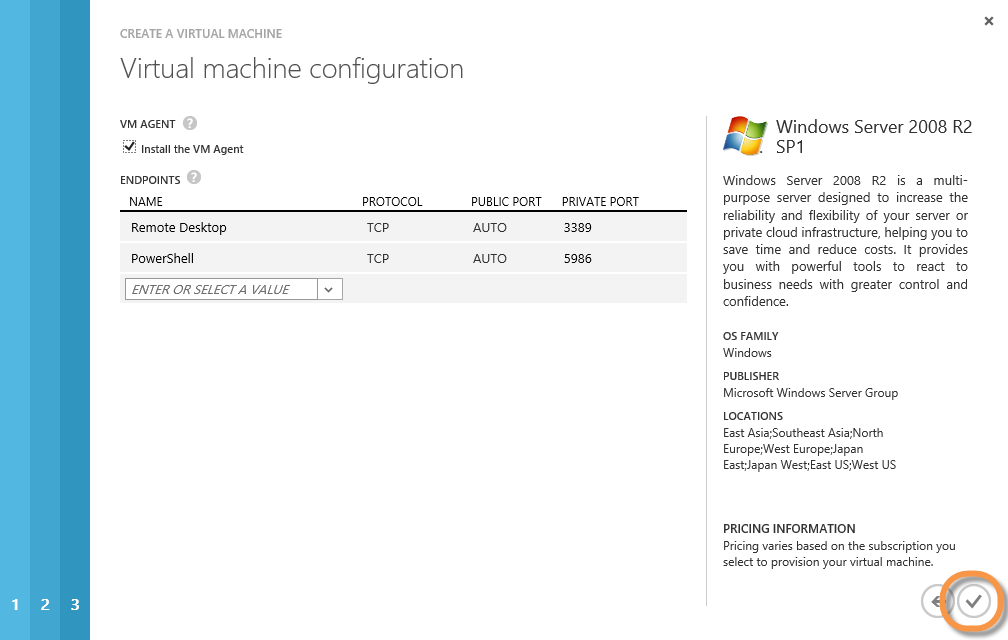 CREATE A VIRTUAL MACHINE
Virtual machine configuration
VM AGENT ?
Install the VM Agent
ENDPOINTS ?
NAME PROTOCOL PUBLIC PORT PRIVATE PORT
Remote Desktop TCP AUTO 3389
PowerShell TCP AUTO 5986
ENTER OR SELECT A VALUE
Windows Server 2008 R2
SP1
Windows Server 2008 R2 is a multi-
purpose server designed to increase the
reliability and flexibility of your server or
private cloud infrastructure, helping you to
save time and reduce costs. It provides
you with powerful tools to react to
business needs with greater control and
confidence.
OS FAMILY
Windows
PUBLISHER
Microsoft Windows Server Group
LOCATIONS
East Asia;Southeast Asia;North
Europe;West Europe;Japan
East;Japan West;East US;West US
PRICING INFORMATION
Pricing varies based on the subscription you
select to provision your virtual machine.
1 2 3